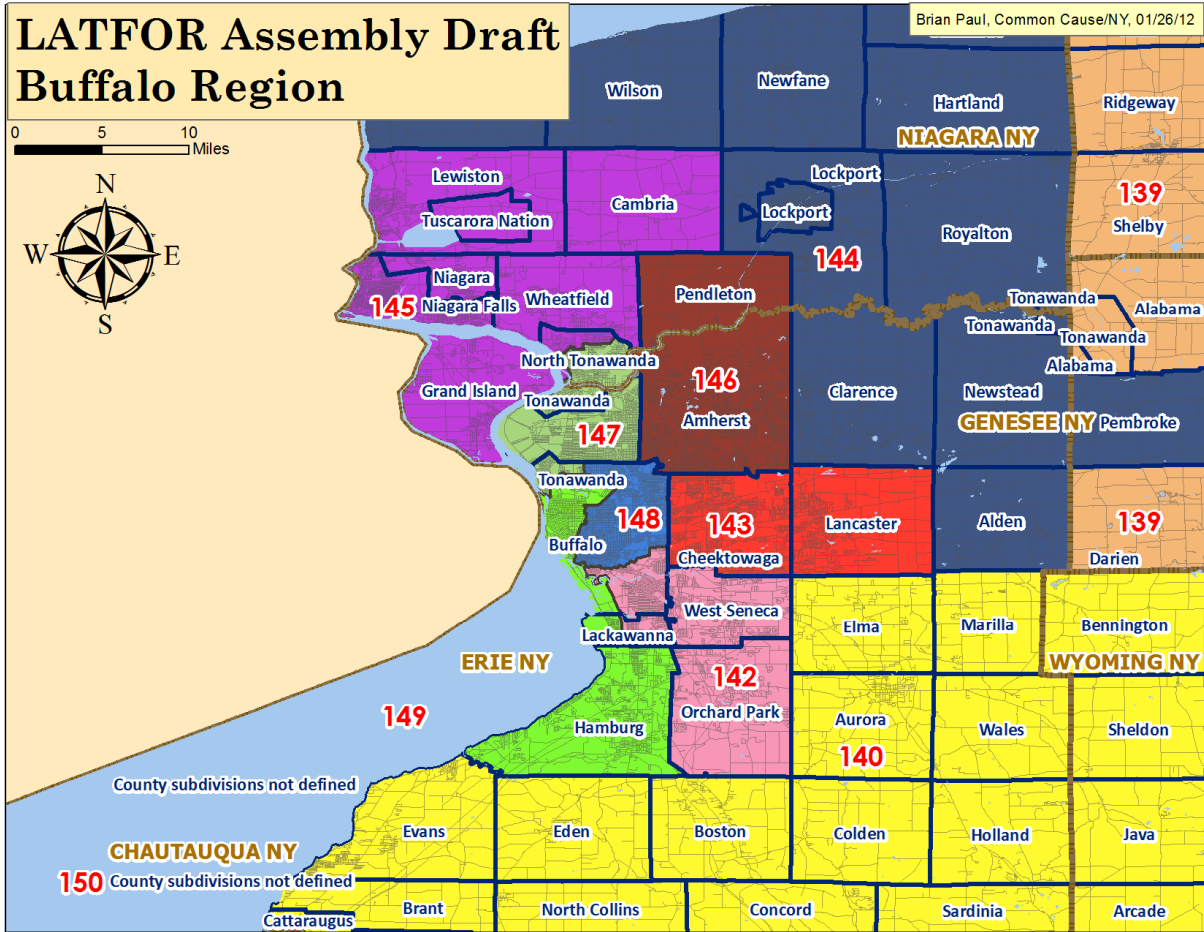 LATFOR Assembly Draft
Buffalo Region
Brian Paul, Common Cause/NY, 01/26/12
0 5 10
Miles
N
W E
S
Wilson
Newfane
Hartland
Ridgeway
NIAGARA NY
Lewiston
Lockport
139
Tuscarora Nation
Cambria
Lockport
Shelby
Royalton
144
Niagara
Pendleton
145
Niagara Falls
Wheatfield
Tonawanda
Alabama
Tonawanda
Tonawanda
North Tonawanda
Alabama
146
Grand Island
Clarence
Newstead
Tonawanda
Amherst
GENESEE NY
Pembroke
147
Tonawanda
148
143
Lancaster
Alden
139
Buffalo
Cheektowaga
Darien
West Seneca
Elma
Marilla
Bennington
Lackawanna
ERIE NY
WYOMING NY
142
149
Orchard Park
Aurora
Hamburg
Wales
Sheldon
140
County subdivisions not defined
Evans
Eden
Boston
Colden
Holland
Java
CHAUTAUQUA NY
150
County subdivisions not defined
Brant
North Collins
Concord
Sardinia
Arcade
Cattaraugus